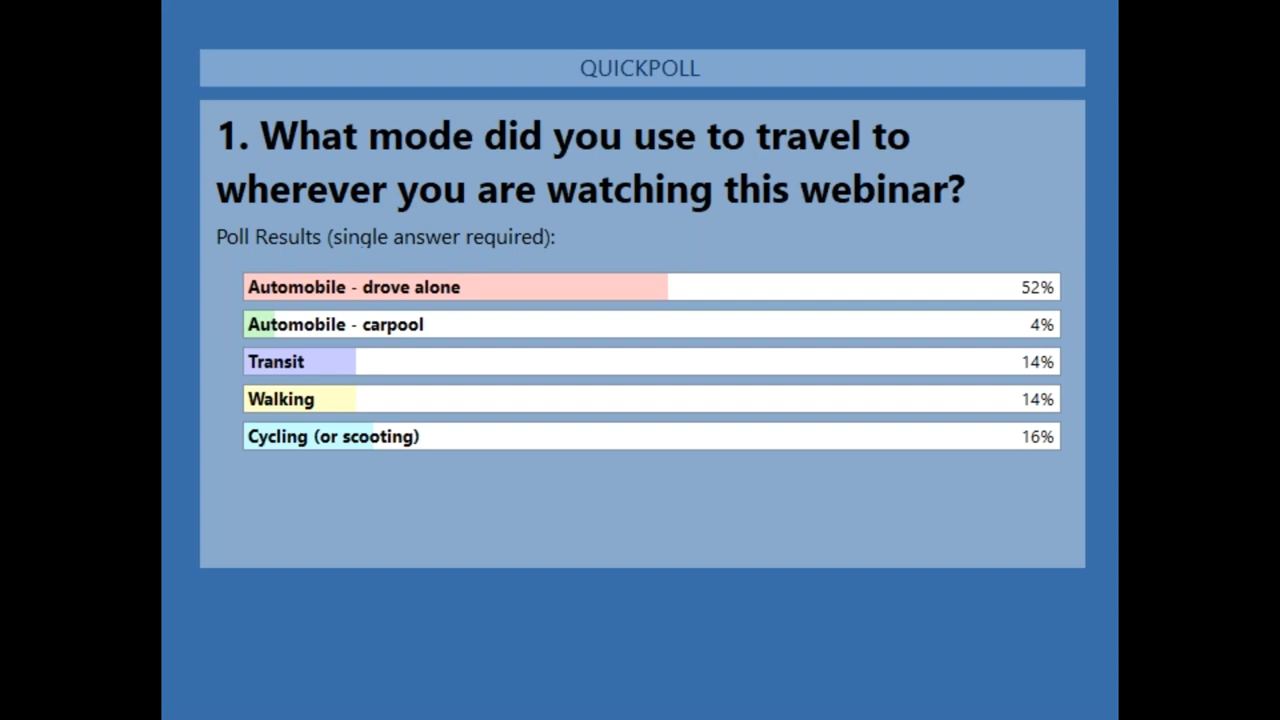 QUICKPOLL
1. What mode did you use to travel to
wherever you are watching this webinar?
Poll Results (single answer required):
Automobile - drove alone 52%
Automobile - carpool 4%
Transit 14%
Walking 14%
Cycling (or scooting) 16%